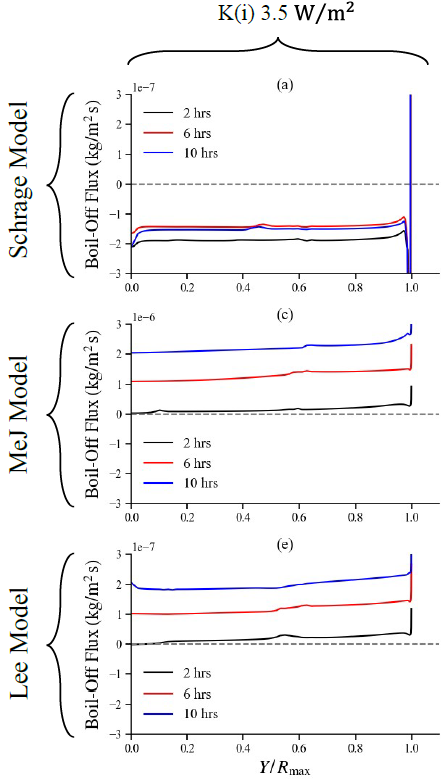 K(i) 3.5 W/m²
Schrage Model
(a)
1e−7
Boil-Off Flux (kg/m² s)
3
2
1
0
−1
−2
−3
2 hrs
6 hrs
10 hrs
0.0 0.2 0.4 0.6 0.8 1.0
MeJ Model
(c)
1e−6
Boil-Off Flux (kg/m² s)
3
2
1
0
−1
−2
−3
2 hrs
6 hrs
10 hrs
0.0 0.2 0.4 0.6 0.8 1.0
Lee Model
(e)
1e−7
Boil-Off Flux (kg/m² s)
3
2
1
0
−1
−2
−3
2 hrs
6 hrs
10 hrs
0.0 0.2 0.4 0.6 0.8 1.0
Y/Rmax